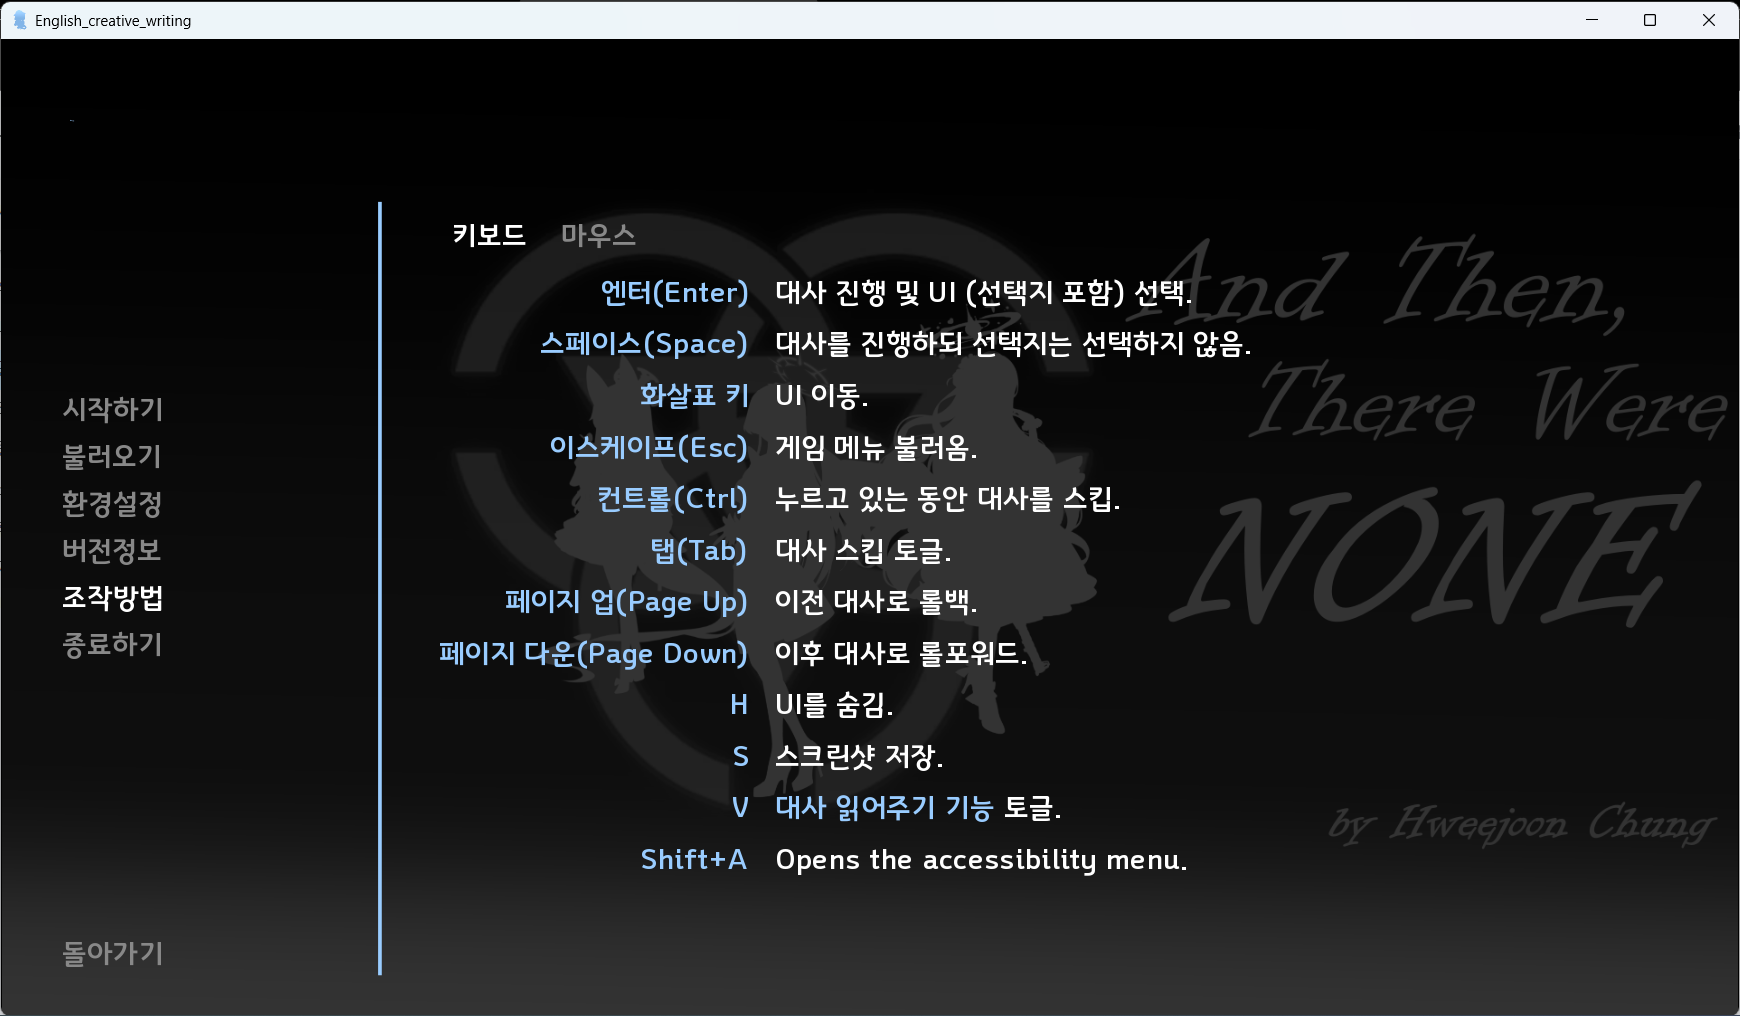 English_creative_writing
키보드 마우스
엔터(Enter) 대사 진행 및 UI (선택지 포함) 선택.
스페이스(Space) 대사를 진행하되 선택지는 선택하지 않음.
화살표 키 UI 이동.
이스케이프(Esc) 게임 메뉴 불러옴.
컨트롤(Ctrl) 누르고 있는 동안 대사를 스킵.
탭(Tab) 대사 스킵 토글.
페이지 업(Page Up) 이전 대사로 롤백.
페이지 다운(Page Down) 이후 대사로 롤포워드.
H UI를 숨김.
S 스크린샷 저장.
V 대사 읽어주기 기능 토글.
Shift+A Opens the accessibility menu.
시작하기
불러오기
환경설정
버전정보
조작방법
종료하기
돌아가기
And Then,
There Were
NONE
by Hweejoon Chung